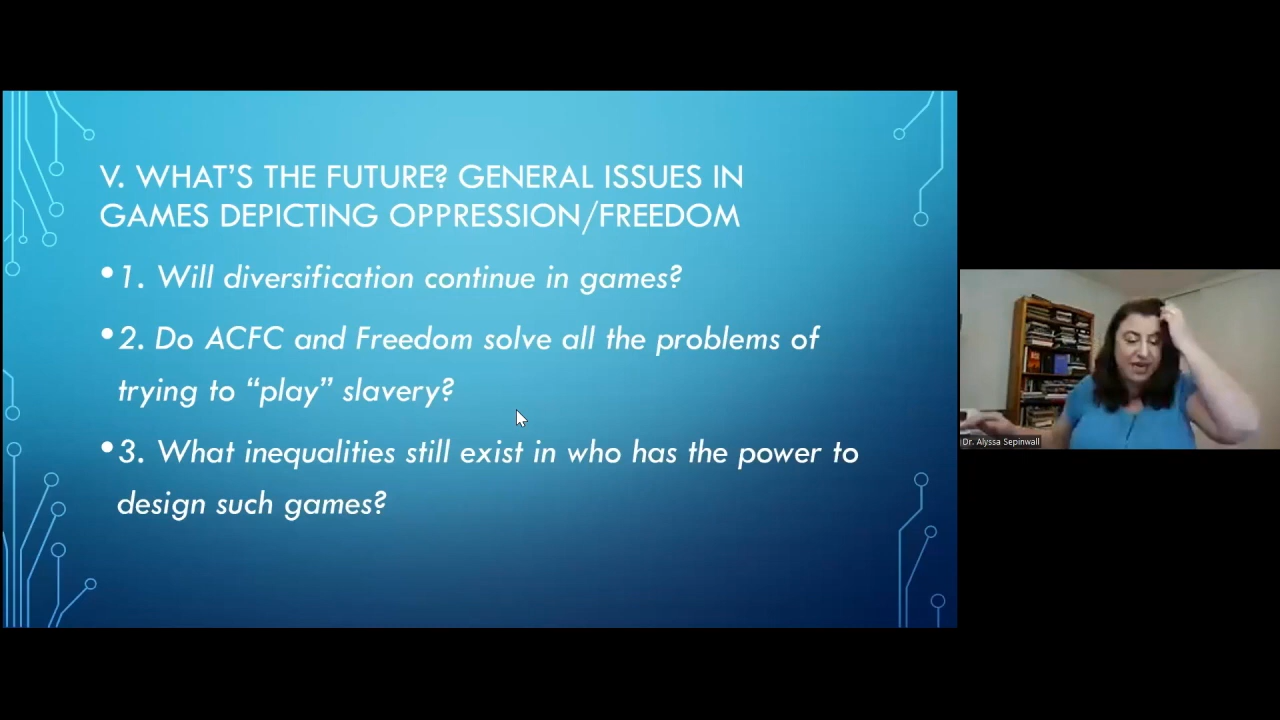 V. WHAT'S THE FUTURE? GENERAL ISSUES IN
GAMES DEPICTING OPPRESSION/FREEDOM
• 1. Will diversification continue in games?
• 2. Do ACFC and Freedom solve all the problems of
trying to “play” slavery?
• 3. What inequalities still exist in who has the power to
design such games?
Dr. Alyssa Sepinwall